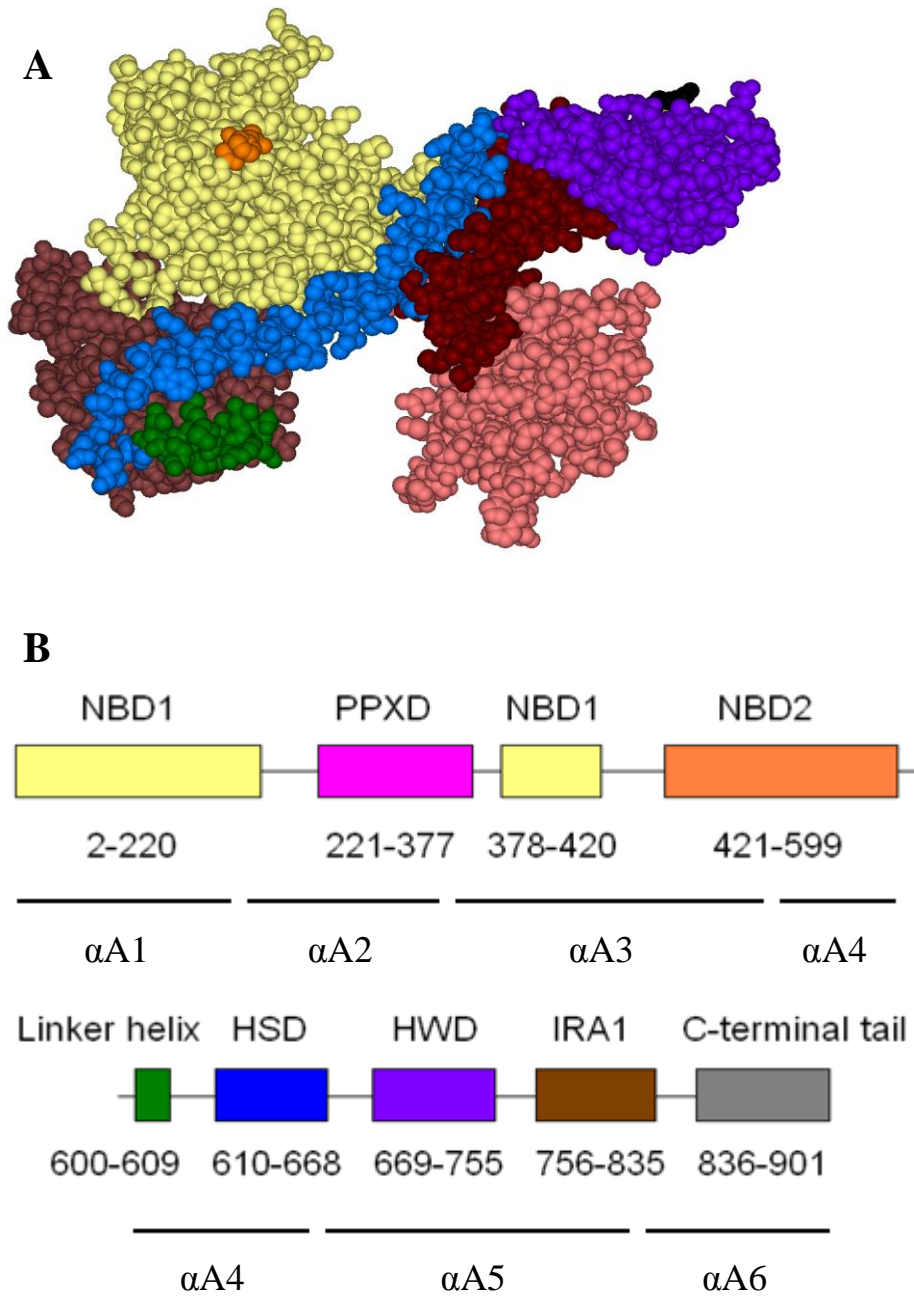 A
B
NBD1 PPXD NBD1 NBD2
2-220 221-377 378-420 421-599
αA1 αA2 αA3 αA4
Linker helix HSD HWD IRA1 C-terminal tail
600-609 610-668 669-755 756-835 836-901
αA4 αA5 αA6